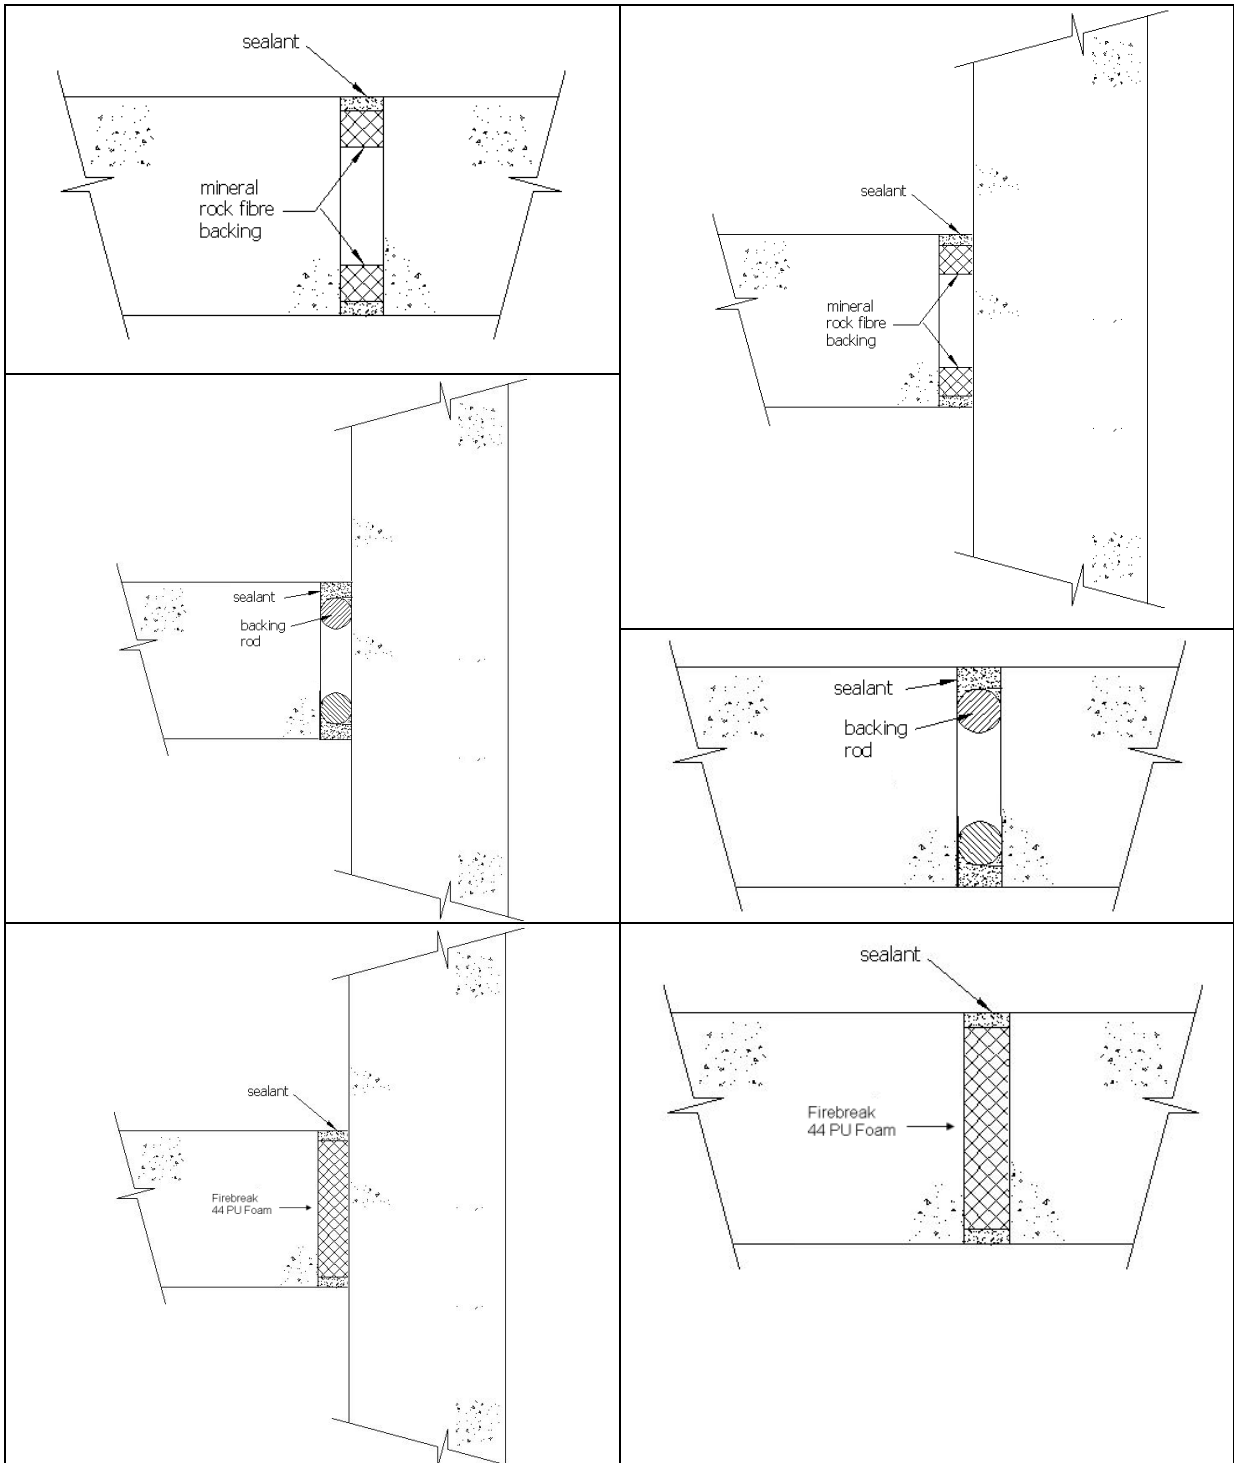 sealant
mineral
rock fibre
backing
sealant
mineral
rock fibre
backing
sealant
backing
rod
sealant
backing
rod
sealant
Firebreak
44 PU Foam
sealant
Firebreak
44 PU Foam